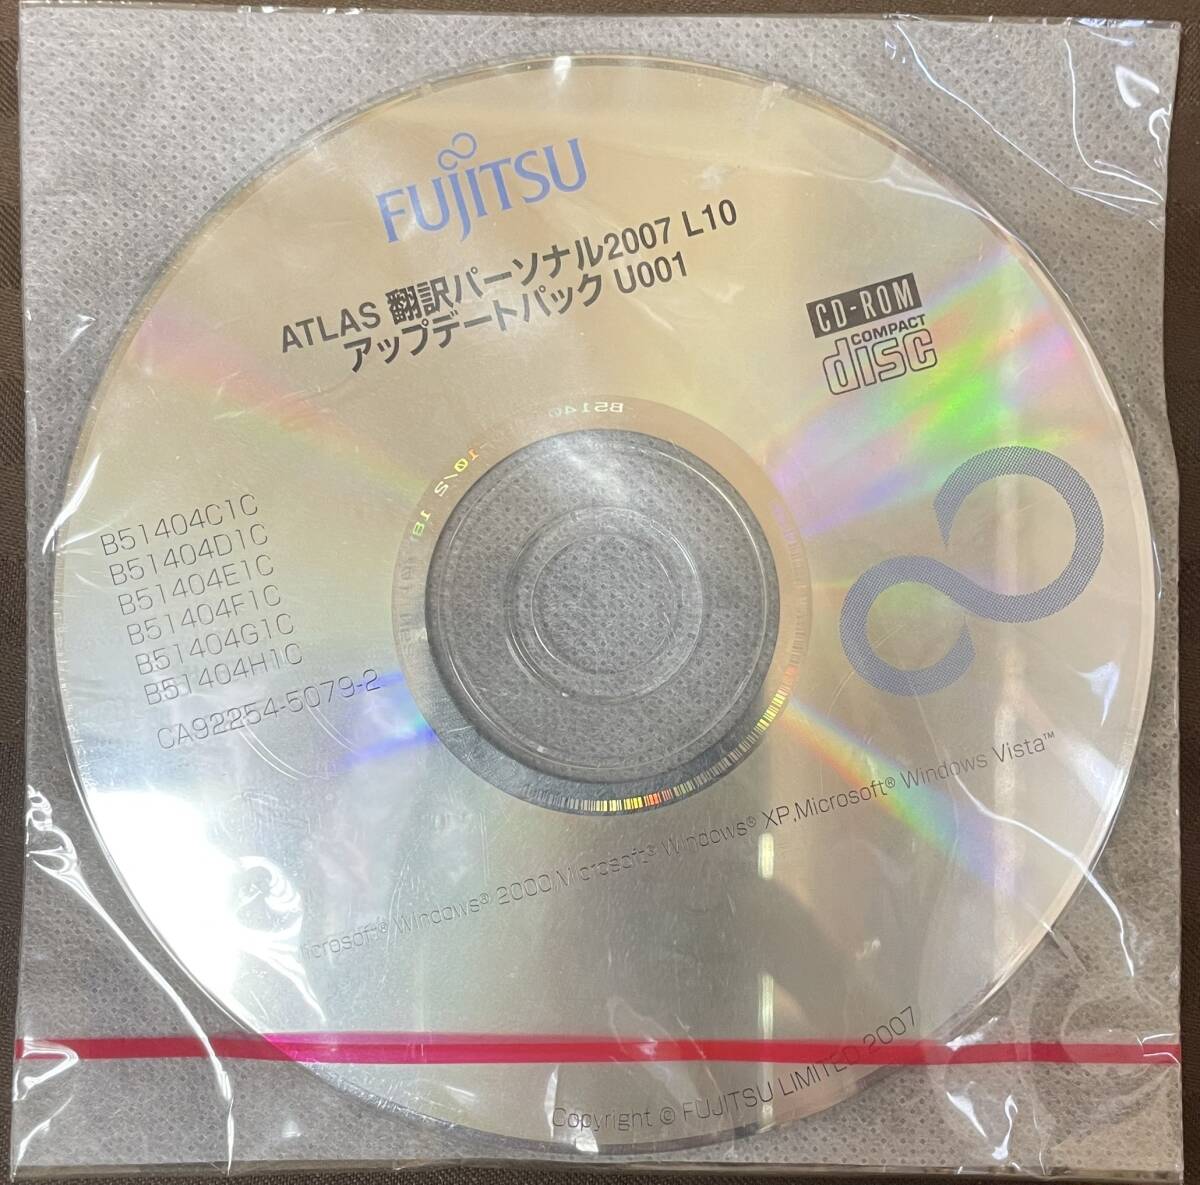 FUJITSU
ATLAS 翻訳パーソナル2007 L10
アップデートパック U001
CD-ROM
COMPACT
disc
B51404C1C
B51404D1C
B51404E1C
B51404F1C
B51404G1C
B51404H1C
CA92254-5079-2
Microsoft® Windows® 2000,Microsoft® Windows® XP,Microsoft® Windows Vista™
Copyright © FUJITSU LIMITED 2007